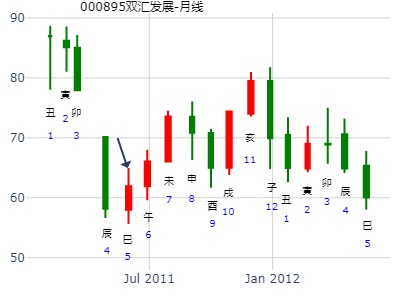 000895双汇发展-月线
90
80
70
60
50
丑
1
寅
2
卯
3
辰
4
巳
5
午
6
未
7
申
8
酉
9
戌
10
亥
11
子
12
丑
1
寅
2
卯
3
辰
4
巳
5
Jul 2011
Jan 2012